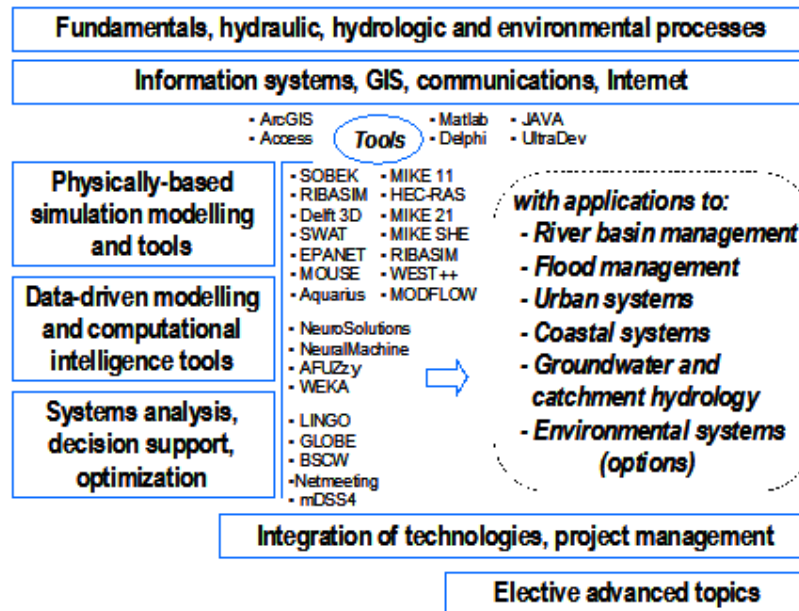 Fundamentals, hydraulic, hydrologic and environmental processes
Information systems, GIS, communications, Internet
- ArcGIS
- Access
Tools
- Matlab
- Delphi
- JAVA
- UltraDev
Physically-based
simulation modelling
and tools
- SOBEK
- RIBASIM
- Delft 3D
- SWAT
- EPANET
- MOUSE
- Aquarius
- MIKE 11
- HEC-RAS
- MIKE 21
- MIKE SHE
- RIBASIM
- WEST++
- MODFLOW
Data-driven modelling
and computational
intelligence tools
- NeuroSolutions
- NeuralMachine
- AFUZzy
- WEKA
Systems analysis,
decision support,
optimization
- LINGO
- GLOBE
- BSCW
-Netmeeting
- mDSS4
with applications to:
- River basin management
- Flood management
- Urban systems
- Coastal systems
- Groundwater and
catchment hydrology
- Environmental systems
(options)
Integration of technologies, project management
Elective advanced topics